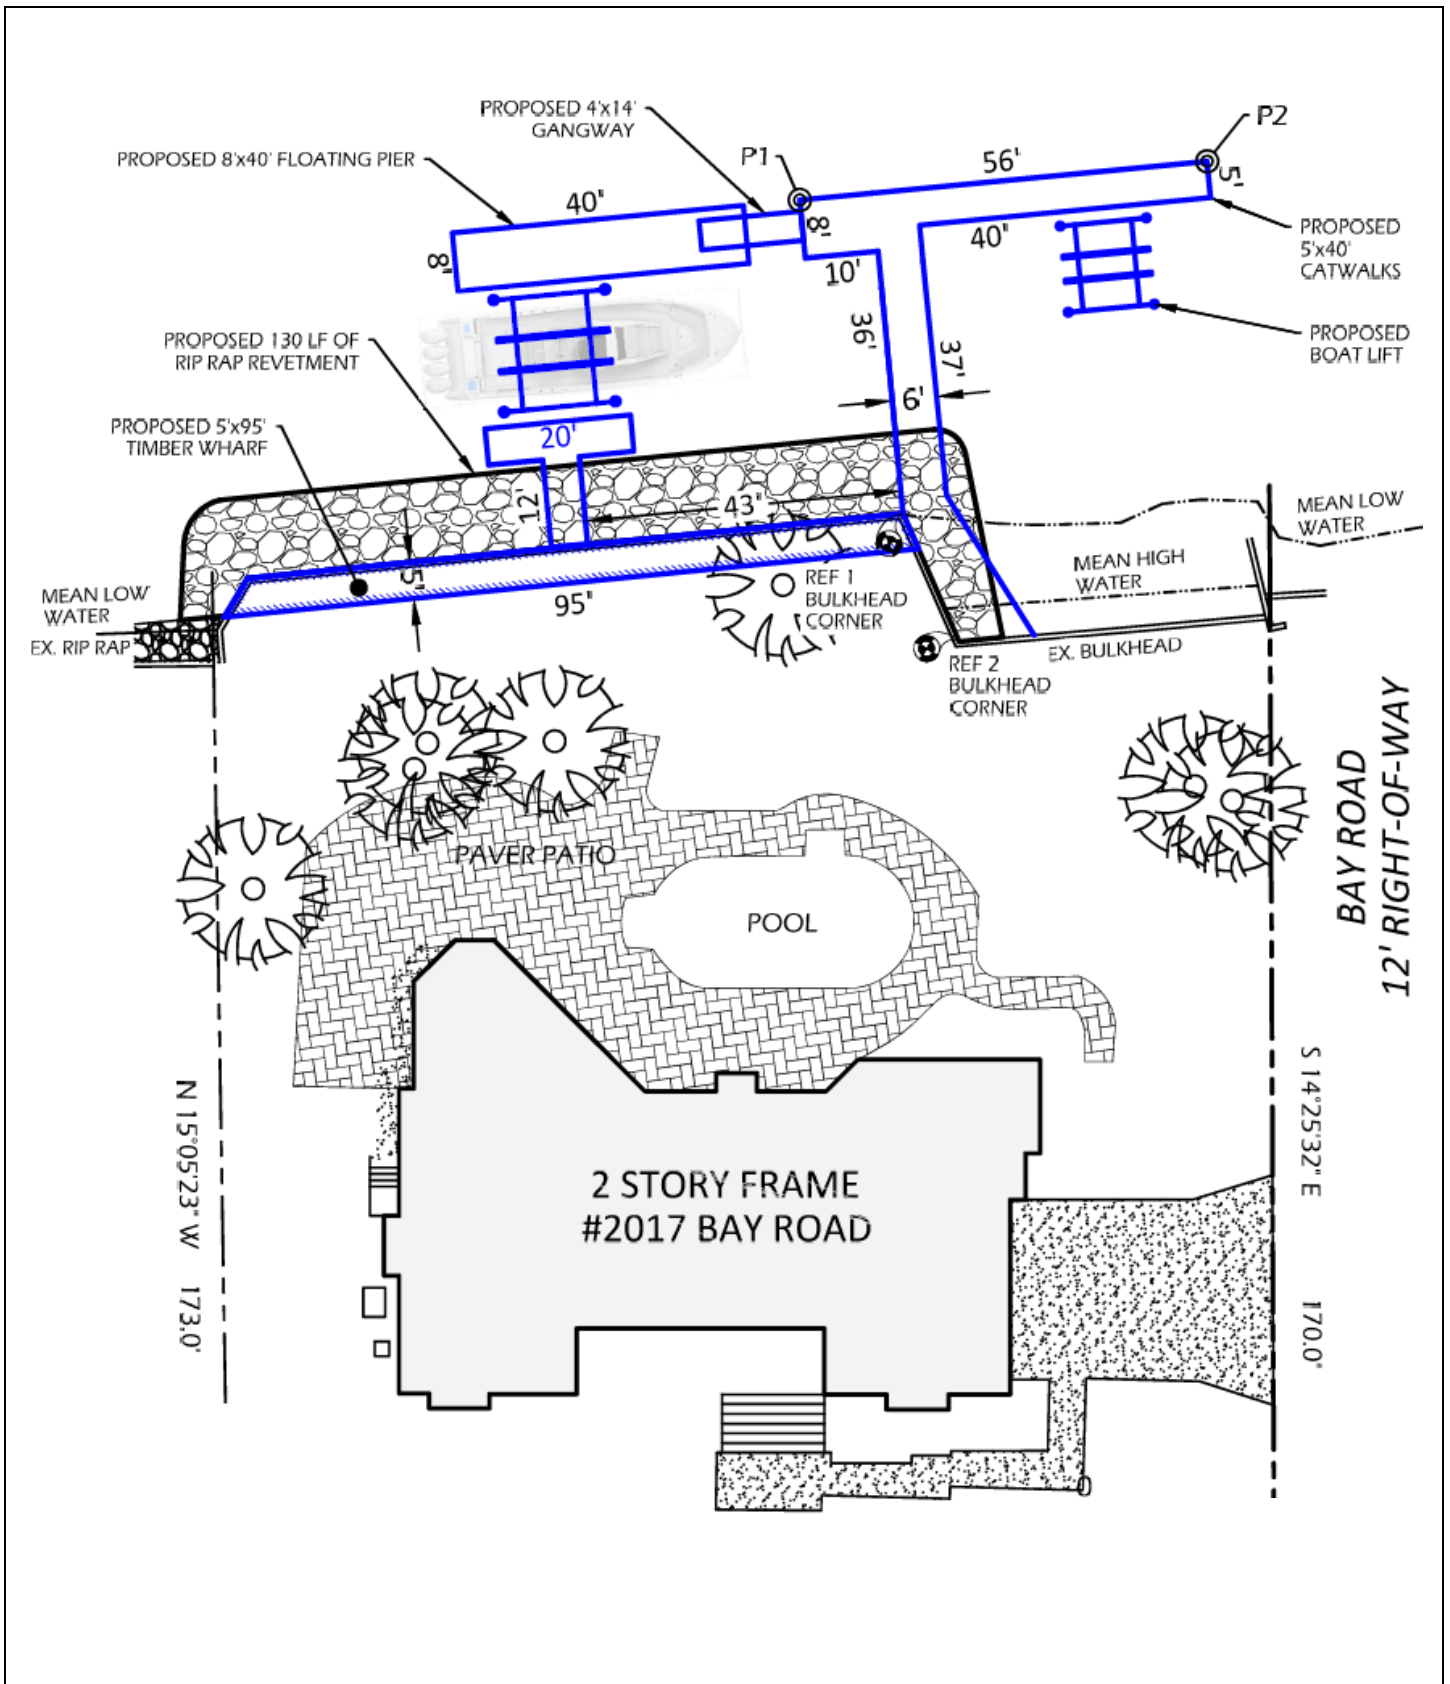 PROPOSED 4'x14'
GANGWAY
P2
P1
PROPOSED 8'x40' FLOATING PIER
56'
5'
40'
8'
8'
PROPOSED
5'x40'
CATWALKS
40'
10'
36'
37'
PROPOSED
BOAT LIFT
PROPOSED 130 LF OF
RIP RAP REVETMENT
6'
PROPOSED 5'x95'
TIMBER WHARF
20'
12'
43'
MEAN LOW
WATER
MEAN HIGH
WATER
5'
95'
REF 1
BULKHEAD
CORNER
MEAN LOW
WATER
EX. RIP RAP
EX. BULKHEAD
REF 2
BULKHEAD
CORNER
BAY ROAD
12' RIGHT-OF-WAY
PAVER PATIO
POOL
N 15°05'23" W 173.0'
S 14°25'32" E 170.0'
2 STORY FRAME
#2017 BAY ROAD